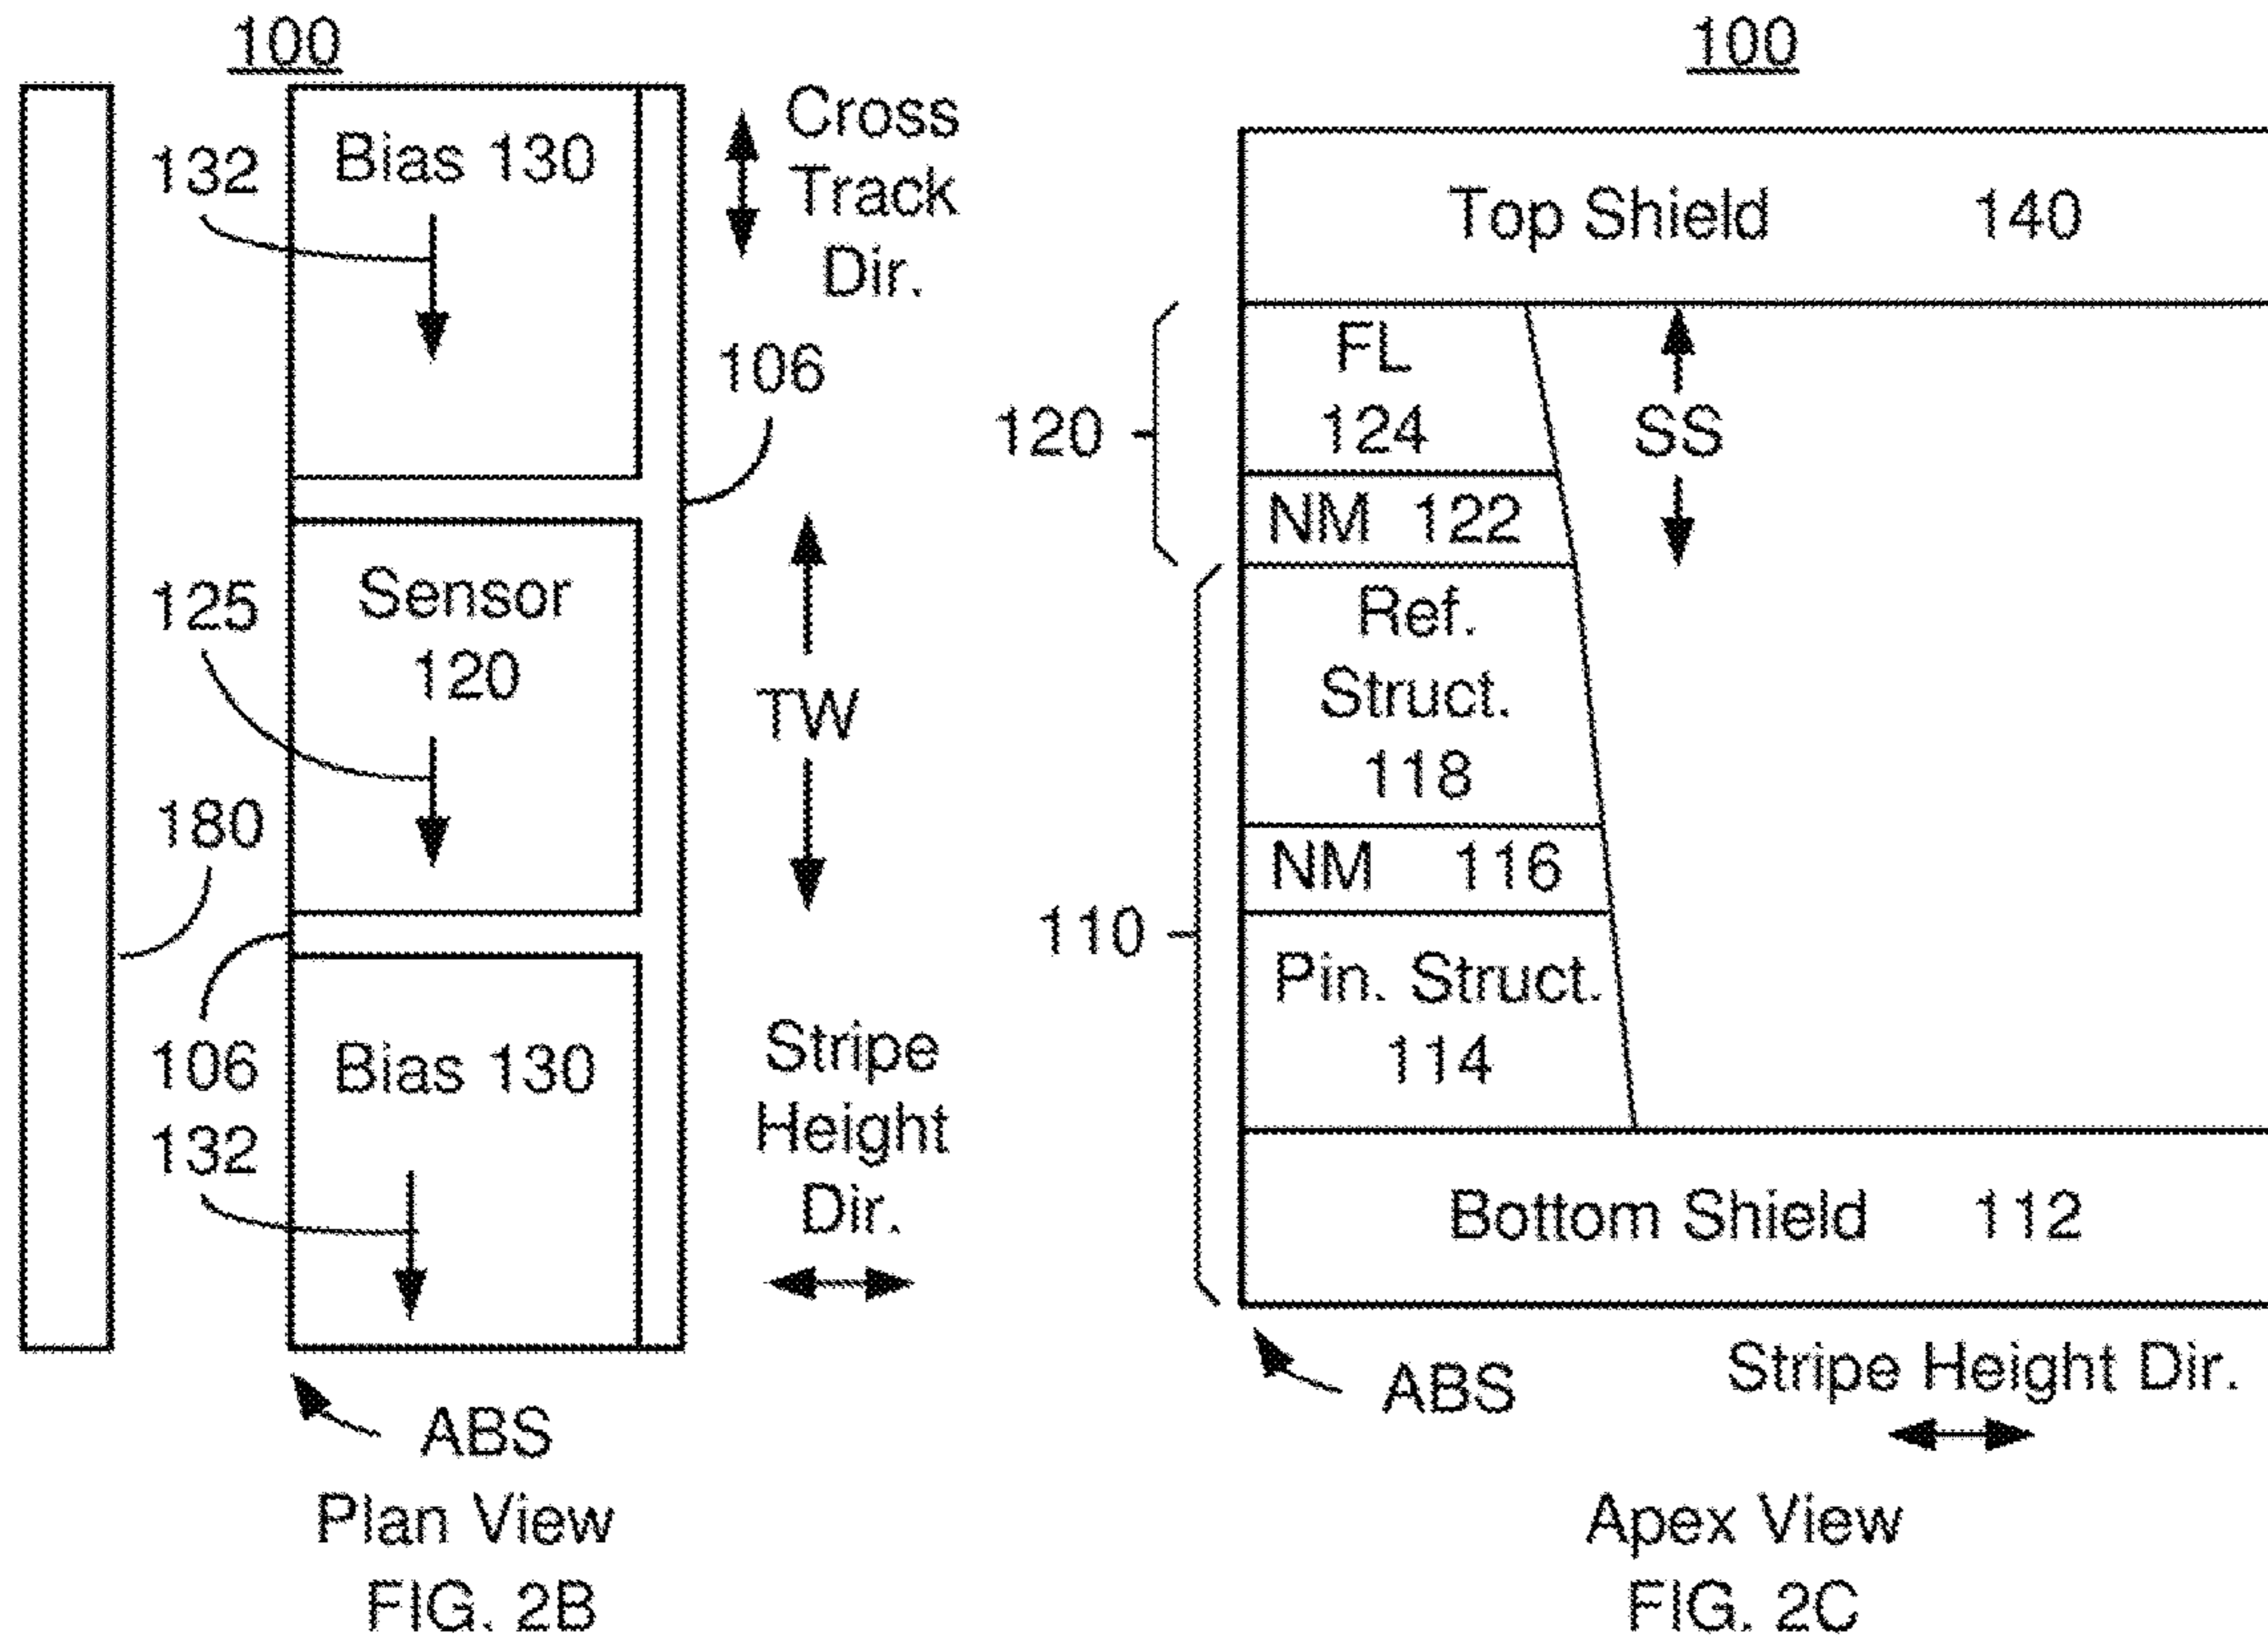 100
132
Bias 130
Cross
Track
Dir.
106
125
Sensor
120
TW
180
106
132
Bias 130
Stripe
Height
Dir.
ABS
Plan View
FIG. 2B
100
Top Shield 140
FL
124
SS
120
NM 122
Ref.
Struct.
118
NM 116
110
Pin. Struct.
114
Bottom Shield 112
ABS
Stripe Height Dir.
Apex View
FIG. 2C